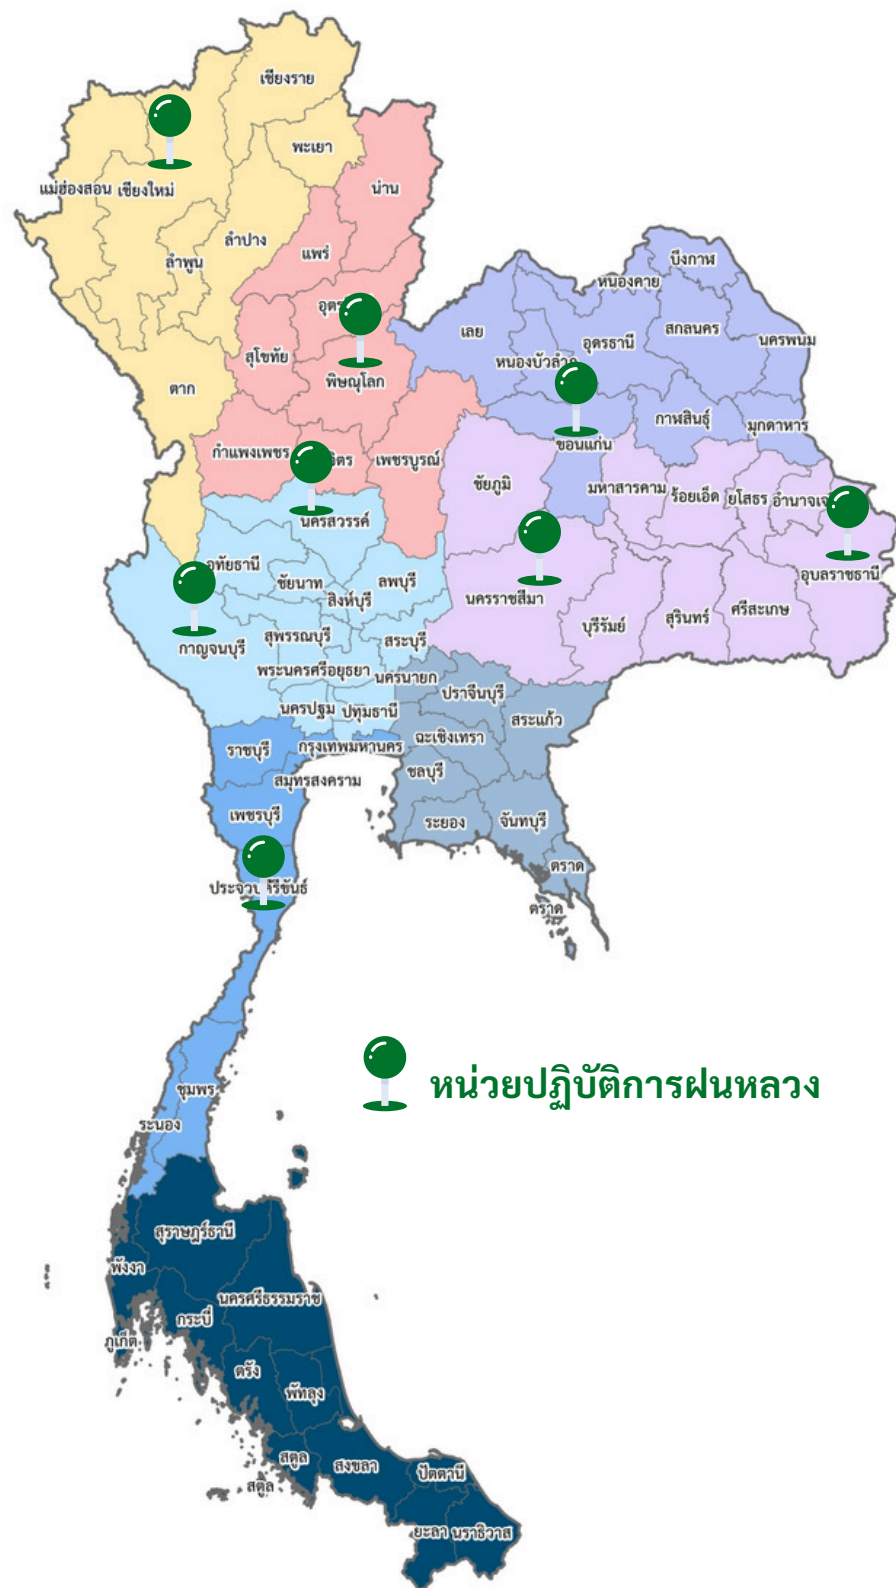 เชียงราย
พะเยา
น่าน
แม่ฮ่องสอน
เชียงใหม่
ลำปาง
แพร่
ลำพูน
บึงกาฬ
หนองคาย
สกลนคร
นครพนม
เลย
อุดรธานี
สุโขทัย
พิษณุโลก
ตาก
กาฬสินธุ์
มุกดาหาร
ขอนแก่น
กำแพงเพชร
เพชรบูรณ์
ชัยภูมิ
มหาสารคาม
ร้อยเอ็ด
ยโสธร
นครสวรรค์
อุทัยธานี
ชัยนาท
ลพบุรี
สิงห์บุรี
นครราชสีมา
อุบลราชธานี
บุรีรัมย์
สุรินทร์
ศรีสะเกษ
กาญจนบุรี
สุพรรณบุรี
สระบุรี
พระนครศรีอยุธยา
นครนายก
ปราจีนบุรี
นครปฐม
ปทุมธานี
สระแก้ว
ราชบุรี
กรุงเทพมหานคร
ฉะเชิงเทรา
สมุทรสงคราม
ชลบุรี
เพชรบุรี
ระยอง
จันทบุรี
ตราด
ตราด
หน่วยปฏิบัติการฝนหลวง
ชุมพร
ระนอง
สุราษฎร์ธานี
พังงา
นครศรีธรรมราช
กระบี่
ภูเก็ต
ตรัง
พัทลุง
สตูล
สงขลา
ปัตตานี
สตูล
ยะลา
นราธิวาส